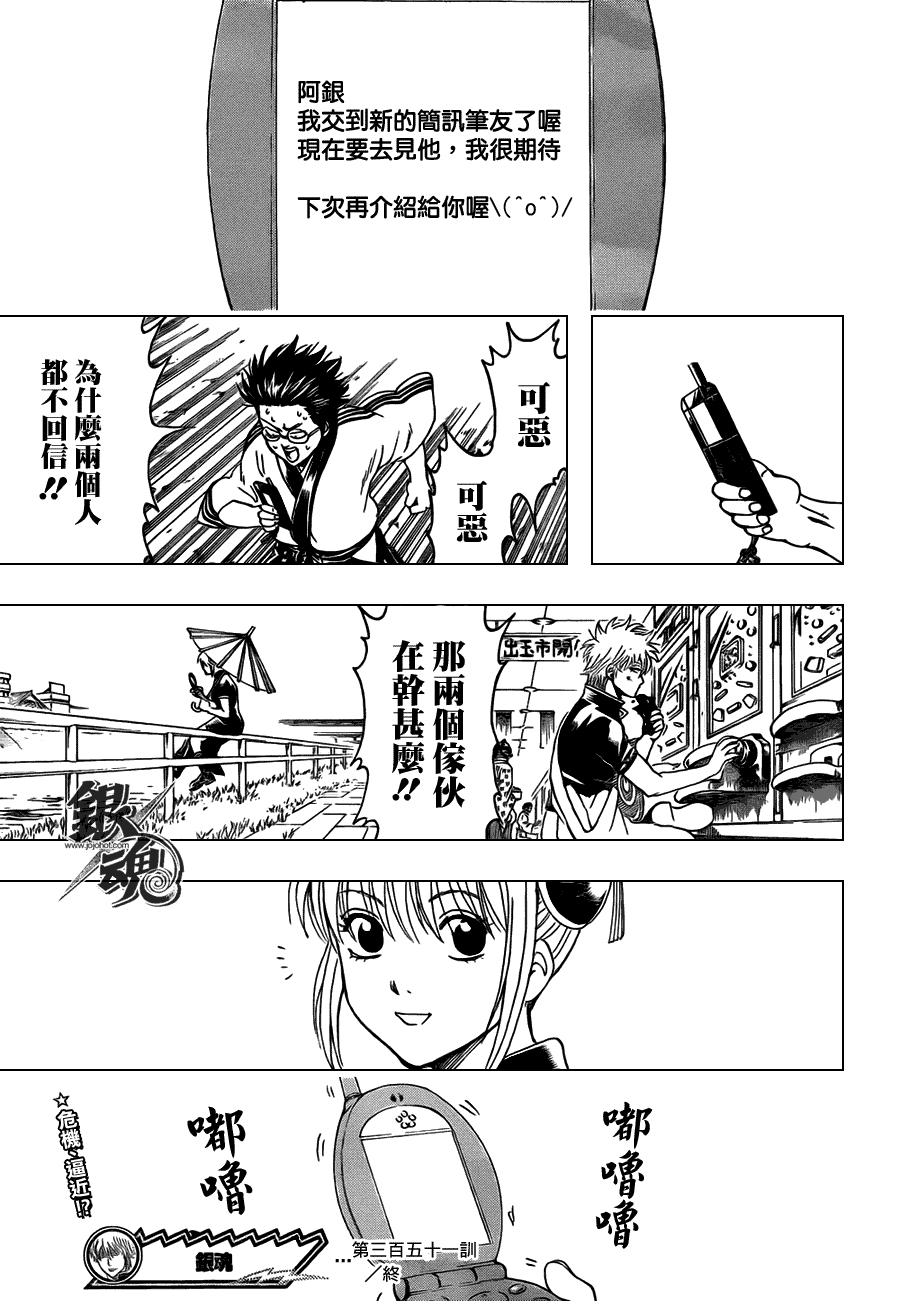 阿銀
我交到新的簡訊筆友了喔
現在要去見他，我很期待
下次再介紹給你喔\(^o^)/
可惡
可惡
為什麼兩個人
都不回信!!
出玉市開
那兩個傢伙
在幹甚麼!!
銀魂
www.jojohot.com
嘟嚕嚕
嘟嚕
☆危機、逼近!?
銀魂
… 第三百五十一訓
／終